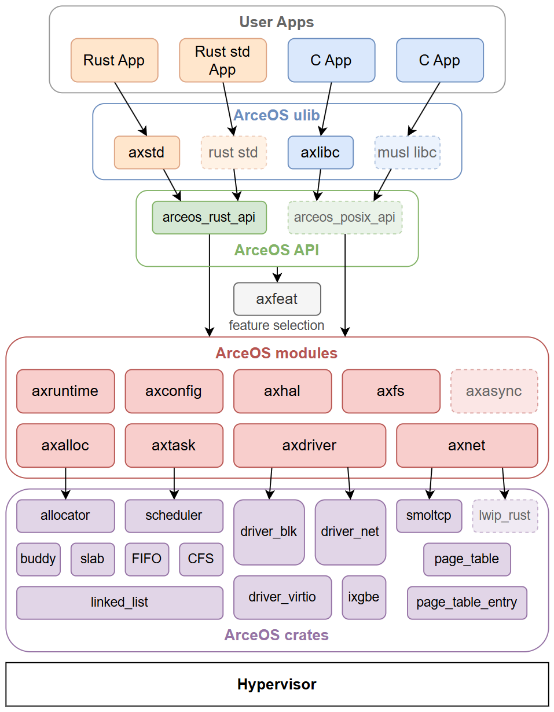 User Apps
Rust App
Rust std
App
C App
C App
ArceOS ulib
axstd
rust std
axlibc
musl libc
arceos_rust_api
arceos_posix_api
ArceOS API
axfeat
feature selection
ArceOS modules
axruntime
axconfig
axhal
axfs
axasync
axalloc
axtask
axdriver
axnet
allocator
scheduler
driver_blk
driver_net
smoltcp
lwip_rust
buddy
slab
FIFO
CFS
page_table
linked_list
driver_virtio
ixgbe
page_table_entry
ArceOS crates
Hypervisor